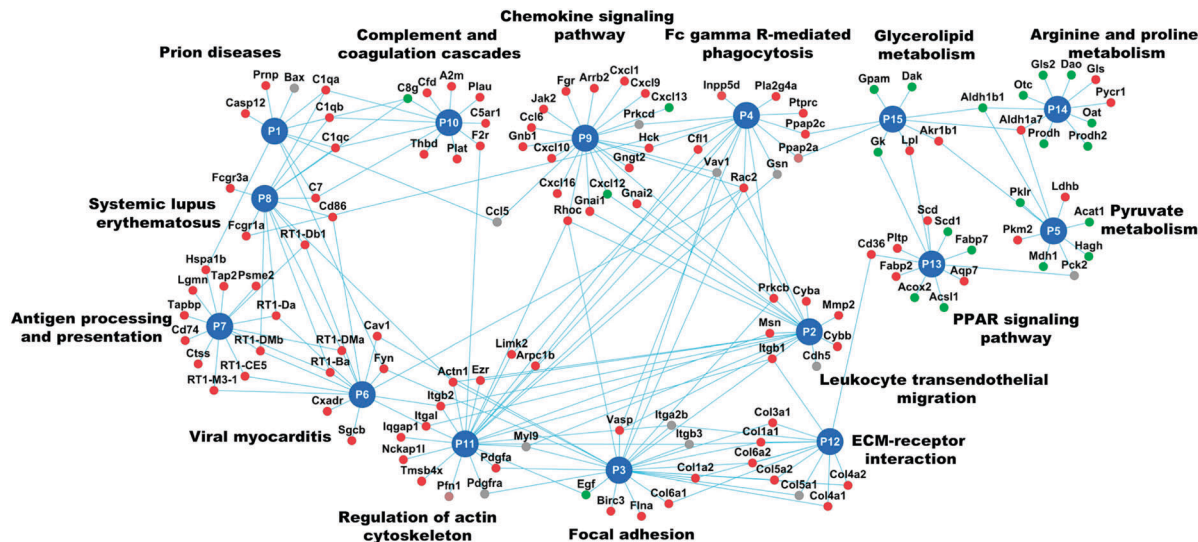 Chemokine signaling
pathway
Prion diseases
Complement and
coagulation cascades
Fc gamma R-mediated
phagocytosis
Glycerolipid
metabolism
Arginine and proline
metabolism
Prnp
Bax
C1qa
C8g
Cfd
A2m
Plau
Casp12
C1qb
C5ar1
P1
P10
F2r
C1qc
Thbd
Plat
Fgr
Arrb2
Cxcl1
Cxcl9
Jak2
Cxcl13
Ccl6
Prkcd
Gnb1
P9
Hck
Cxcl10
Gngt2
Cxcl16
Cxcl12
Gnai2
Gnai1
Rhoc
Ccl5
Inpp5d
Pla2g4a
Ptprc
P4
Ppap2c
Cfl1
Ppap2a
Vav1
Gsn
Rac2
Gpam
Dak
Aldh1b1
P15
Gk
Lpl
Akr1b1
Gls2
Dao
Gls
Otc
Pycr1
P14
Aldh1a7
Oat
Prodh
Prodh2
Fcgr3a
P8
C7
Cd86
Systemic lupus
erythematosus
Fcgr1a
RT1-Db1
Pklr
Ldhb
Acat1
Pyruvate
metabolism
Pkm2
P5
Hagh
Mdh1
Pck2
Scd
Scd1
Pltp
Fabp7
Cd36
P13
Fabp2
Aqp7
Acox2
Acsl1
PPAR signaling
pathway
Hspa1b
Lgmn
Tap2
Psme2
Tapbp
RT1-Da
Antigen processing
and presentation
P7
Cd74
RT1-DMb
RT1-DMa
Ctss
RT1-CE5
RT1-Ba
RT1-M3-1
Cav1
Fyn
P6
Cxadr
Sgcb
Viral myocarditis
Limk2
Arpc1b
Actn1
Ezr
Itgb2
Itgal
Iqgap1
P11
Myl9
Nckap1l
Tmsb4x
Pdgfa
Pfn1
Pdgfra
Regulation of actin
cytoskeleton
Prkcb
Cyba
Mmp2
Msn
P2
Cybb
Itgb1
Cdh5
Leukocyte transendothelial
migration
Vasp
Itga2b
Itgb3
P3
Egf
Birc3
Flna
Col6a1
Col1a2
Focal adhesion
Col3a1
Col1a1
P12
ECM-receptor
interaction
Col6a2
Col5a2
Col4a2
Col5a1
Col4a1